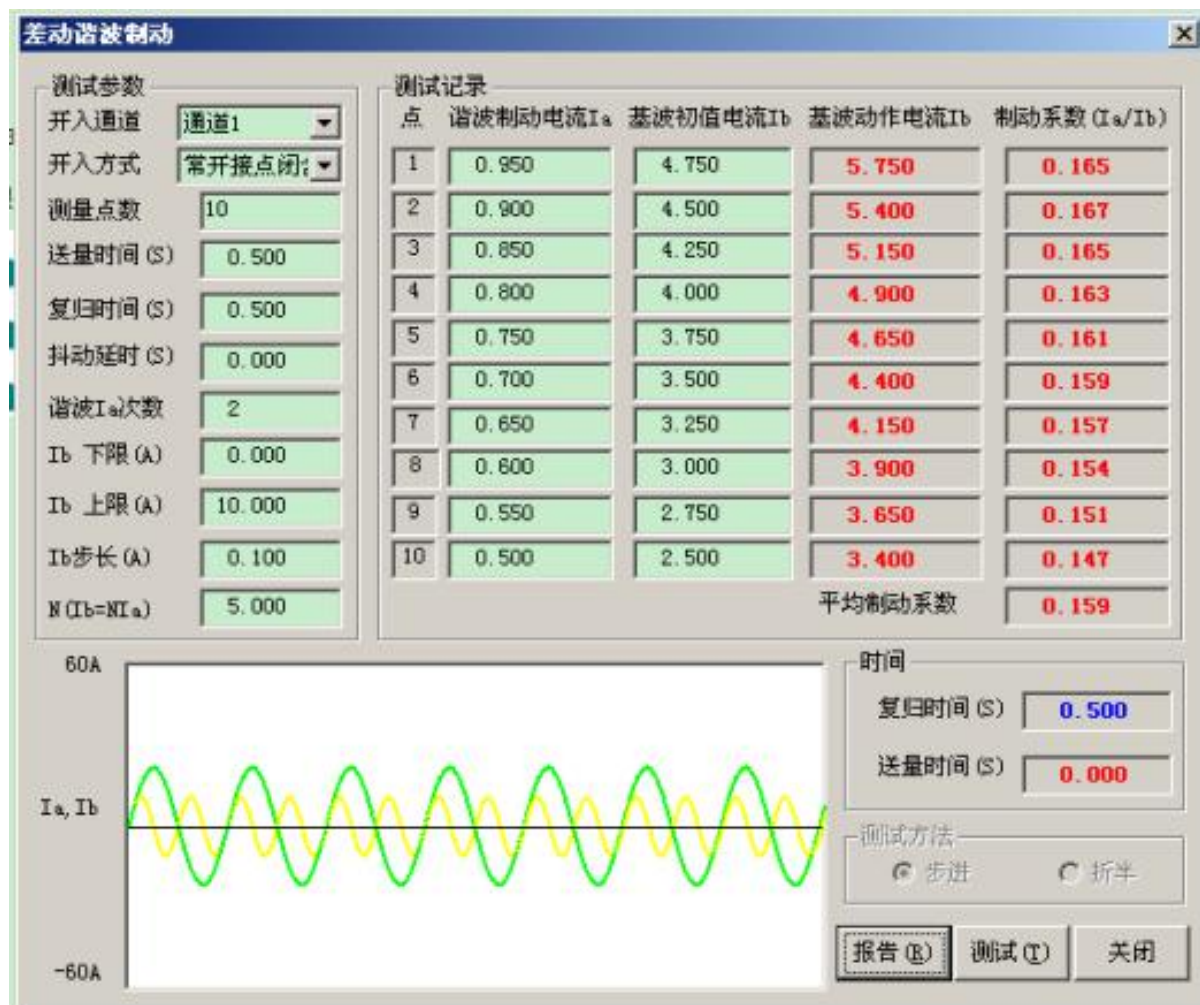 差动谐波制动
测试参数
开入通道 通道1
开入方式 常开接点闭
测量点数 10
送量时间(S) 0.500
复归时间(S) 0.500
抖动延时(S) 0.000
谐波Ia次数 2
Ib 下限(A) 0.000
Ib 上限(A) 10.000
Ib步长(A) 0.100
N(Ib=NIa) 5.000
测试记录
点 谐波制动电流Ia 基波初值电流Ib 基波动作电流Ib 制动系数(Ia/Ib)
1 0.950 4.750 5.750 0.165
2 0.900 4.500 5.400 0.167
3 0.850 4.250 5.150 0.165
4 0.800 4.000 4.900 0.163
5 0.750 3.750 4.650 0.161
6 0.700 3.500 4.400 0.159
7 0.650 3.250 4.150 0.157
8 0.600 3.000 3.900 0.154
9 0.550 2.750 3.650 0.151
10 0.500 2.500 3.400 0.147
平均制动系数 0.159
60A
Ia,Ib
-60A
时间
复归时间(S) 0.500
送量时间(S) 0.000
测试方法
步进 折半
报告(R) 测试(T) 关闭